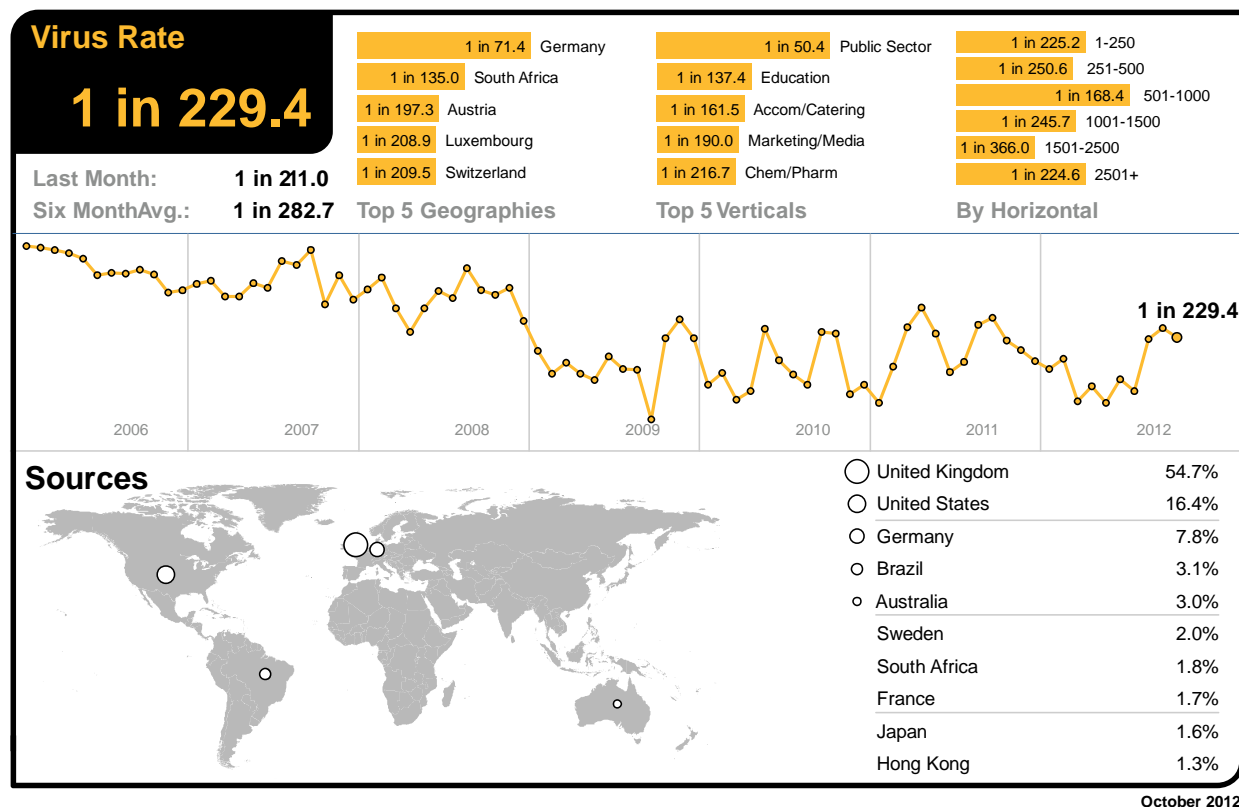 Virus Rate
1 in 229.4
Last Month: 1 in 211.0
Six MonthAvg.: 1 in 282.7
1 in 71.4 Germany
1 in 135.0 South Africa
1 in 197.3 Austria
1 in 208.9 Luxembourg
1 in 209.5 Switzerland
Top 5 Geographies
1 in 50.4 Public Sector
1 in 137.4 Education
1 in 161.5 Accom/Catering
1 in 190.0 Marketing/Media
1 in 216.7 Chem/Pharm
Top 5 Verticals
1 in 225.2 1-250
1 in 250.6 251-500
1 in 168.4 501-1000
1 in 245.7 1001-1500
1 in 366.0 1501-2500
1 in 224.6 2501+
By Horizontal
1 in 229.4
2006 2007 2008 2009 2010 2011 2012
Sources
United Kingdom 54.7%
United States 16.4%
Germany 7.8%
Brazil 3.1%
Australia 3.0%
Sweden 2.0%
South Africa 1.8%
France 1.7%
Japan 1.6%
Hong Kong 1.3%
October 2012